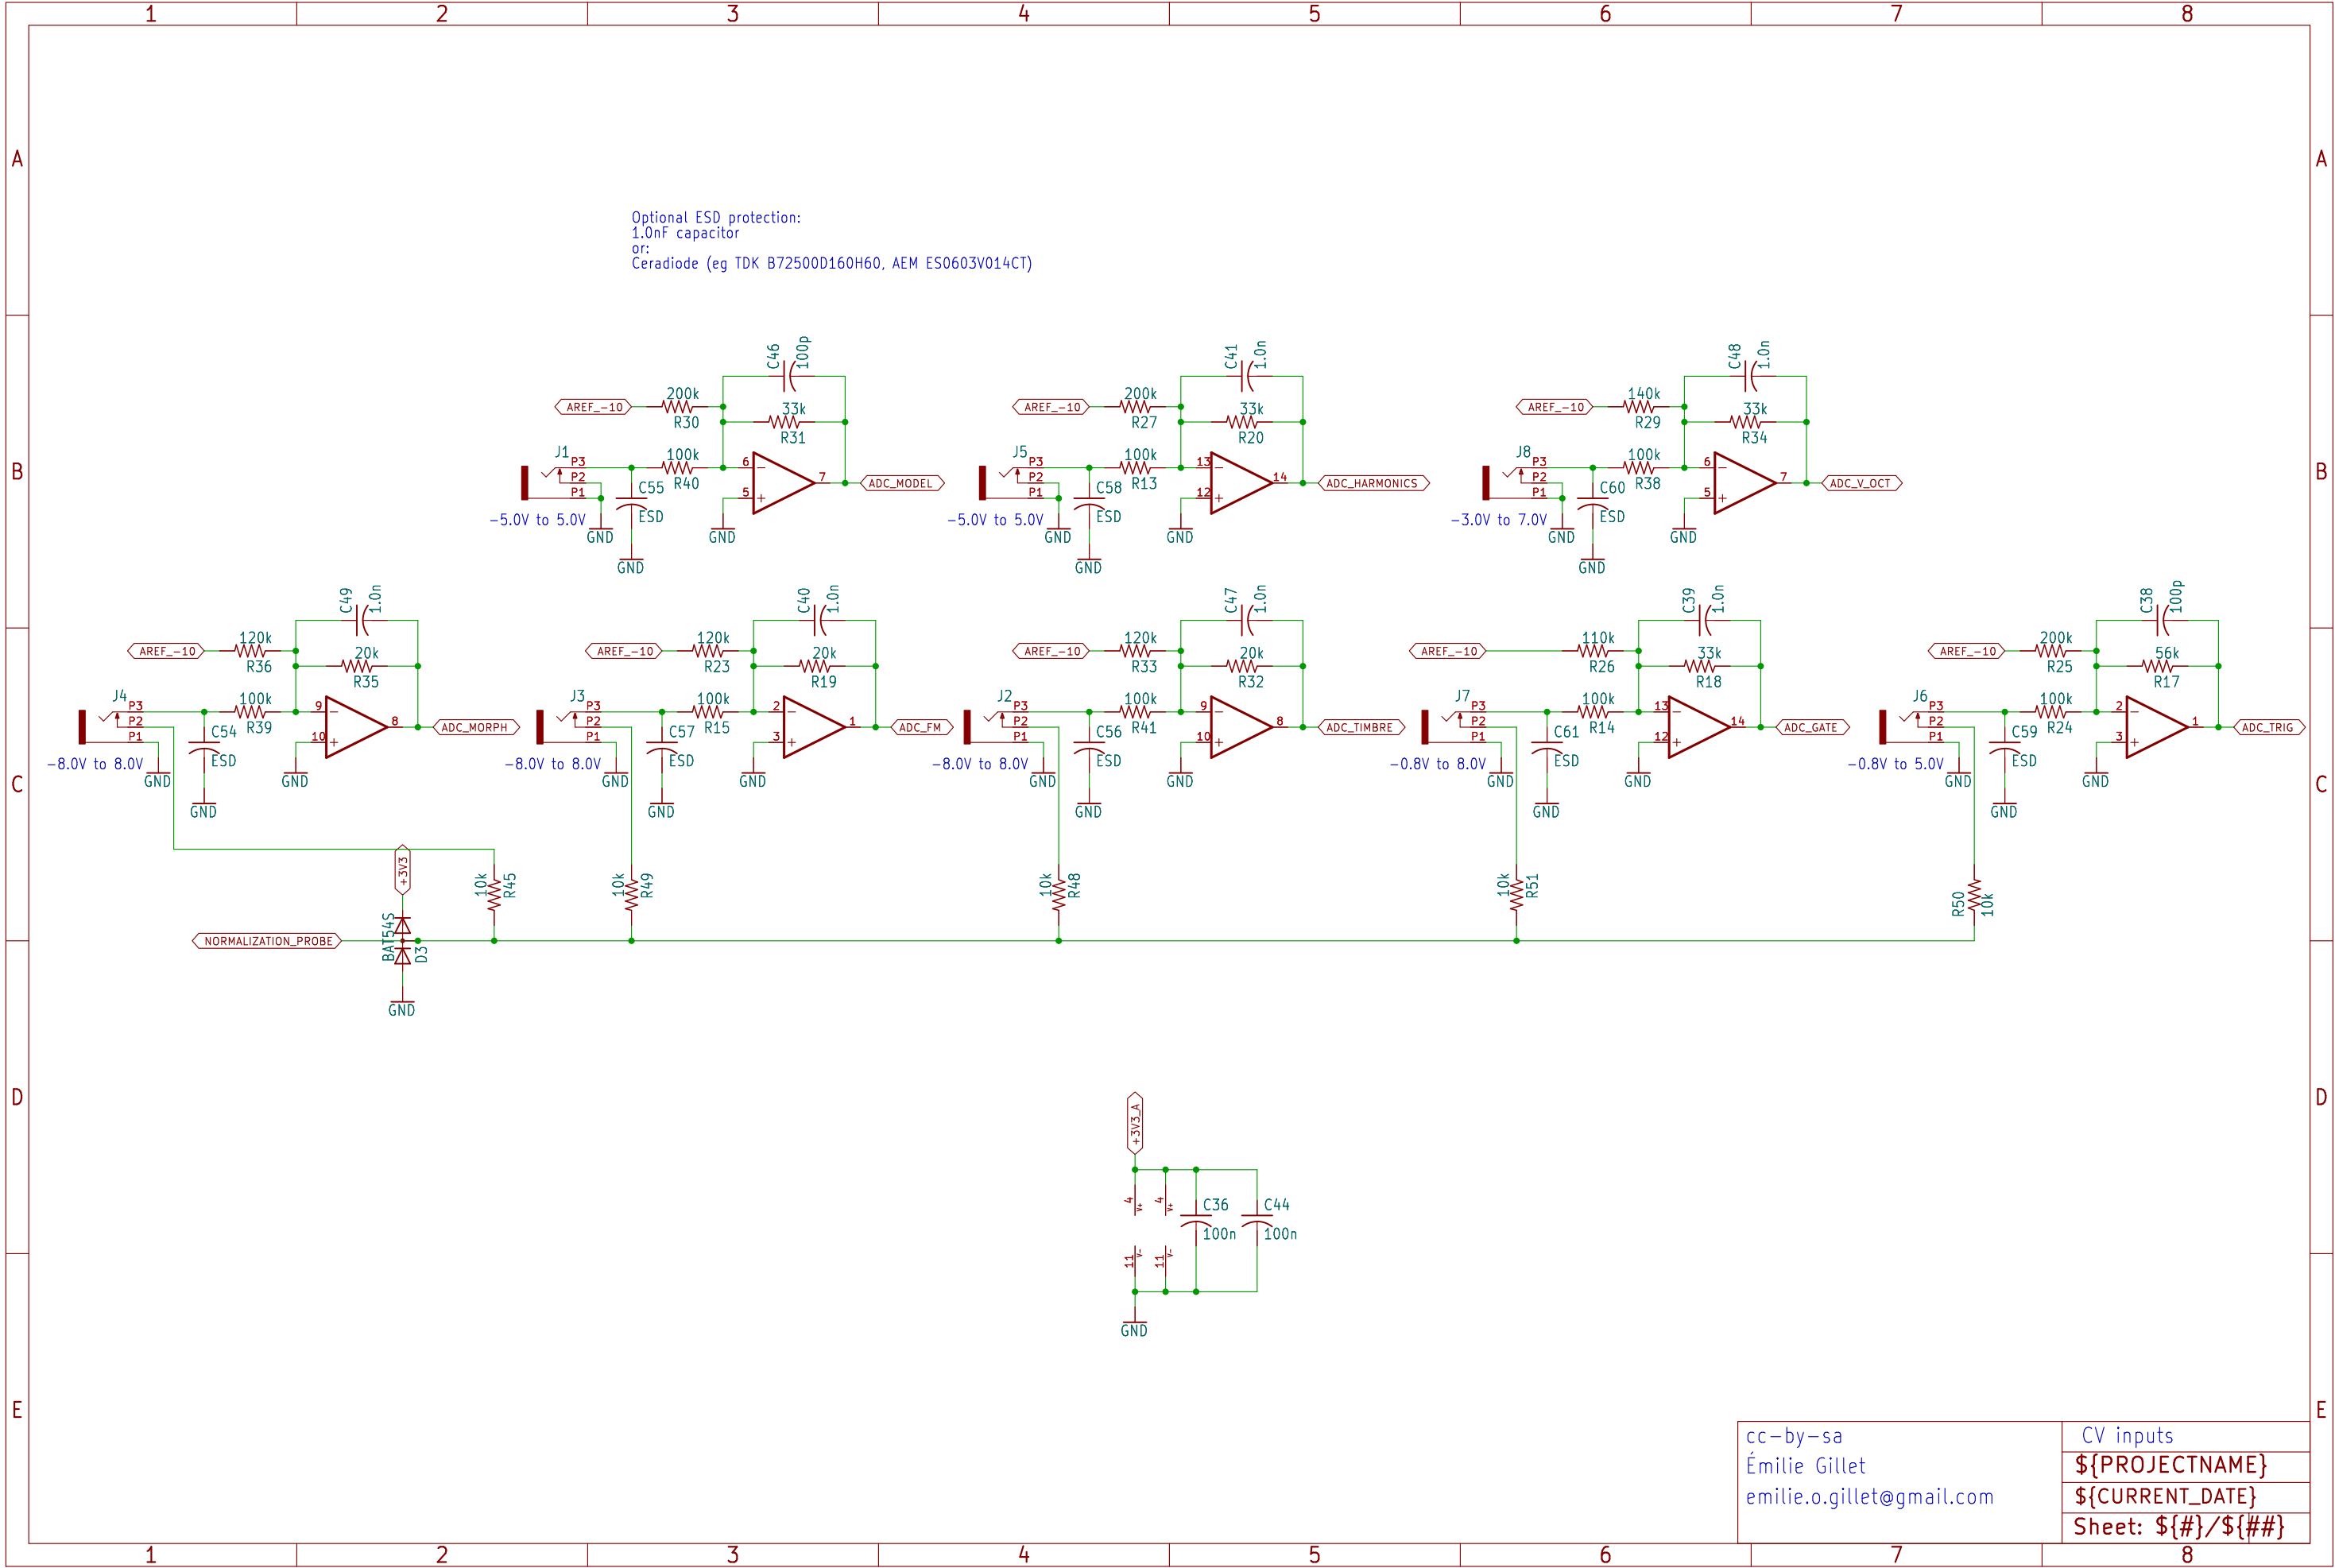 1 2 3 4 5 6 7 8
A A
Optional ESD protection:
1.0nF capacitor
or:
Ceradiode (eg TDK B72500D160H60, AEM ES0603V014CT)
B B
C46
100p
AREF_-10
200k
R30
33k
R31
J1
P3
P2
P1
100k
R40
6
5
7
ADC_MODEL
C55
ESD
-5.0V to 5.0V
GND
GND
GND
C41
1.0n
AREF_-10
200k
R27
33k
R20
J5
P3
P2
P1
100k
R13
13
12
14
ADC_HARMONICS
C58
ESD
-5.0V to 5.0V
GND
GND
GND
C48
1.0n
AREF_-10
140k
R29
33k
R34
J8
P3
P2
P1
100k
R38
6
5
7
ADC_V_OCT
C60
ESD
-3.0V to 7.0V
GND
GND
GND
C C
C49
1.0n
AREF_-10
120k
R36
20k
R35
J4
P3
P2
P1
100k
R39
9
10
8
ADC_MORPH
C54
ESD
-8.0V to 8.0V
GND
GND
GND
C40
1.0n
AREF_-10
120k
R23
20k
R19
J3
P3
P2
P1
100k
R15
2
3
1
ADC_FM
C57
ESD
-8.0V to 8.0V
GND
GND
GND
C47
1.0n
AREF_-10
120k
R33
20k
R32
J2
P3
P2
P1
100k
R41
9
10
8
ADC_TIMBRE
C56
ESD
-8.0V to 8.0V
GND
GND
GND
C39
1.0n
AREF_-10
110k
R26
33k
R18
J7
P3
P2
P1
100k
R14
13
12
14
ADC_GATE
C61
ESD
-0.8V to 8.0V
GND
GND
GND
C38
100p
AREF_-10
200k
R25
56k
R17
J6
P3
P2
P1
100k
R24
2
3
1
ADC_TRIG
C59
ESD
-0.8V to 5.0V
GND
GND
GND
+3V3
10k
R45
10k
R49
10k
R48
10k
R51
R50
10k
NORMALIZATION_PROBE
BAT54S
D3
GND
D D
+3V3_A
4
V+
4
V+
C36
100n
C44
100n
11
V-
11
V-
GND
E E
cc-by-sa
Émilie Gillet
emilie.o.gillet@gmail.com
CV inputs
${PROJECTNAME}
${CURRENT_DATE}
Sheet: ${#}/${##}
1 2 3 4 5 6 7 8